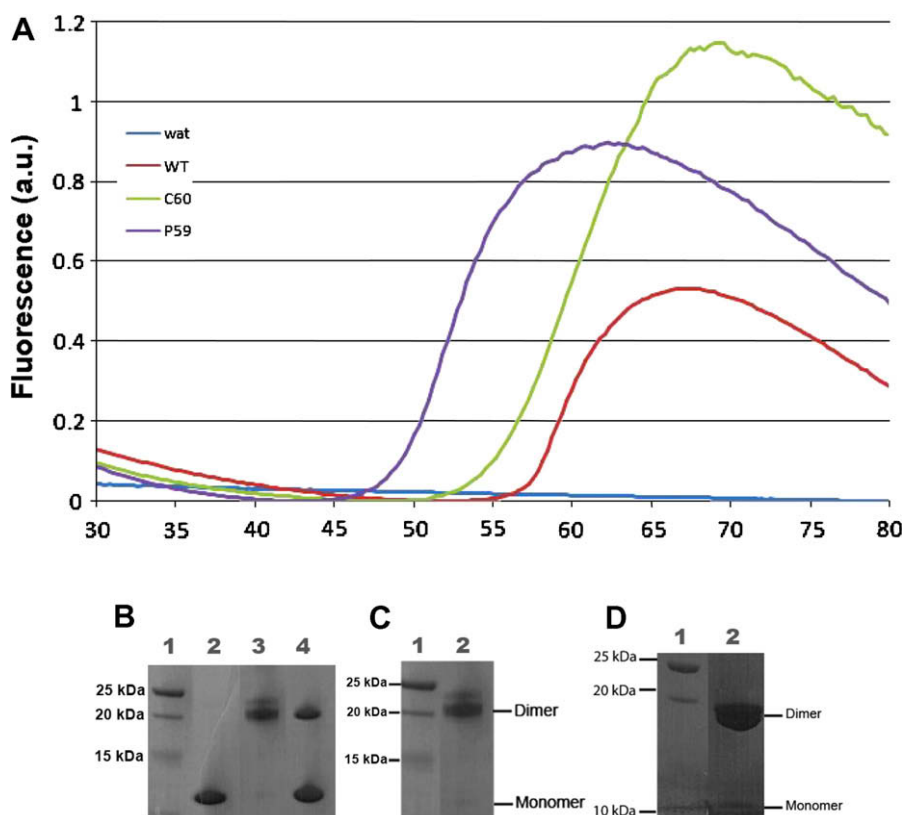 A
Fluorescence (a.u.)
1.2
1
0.8
0.6
0.4
0.2
0
wat
WT
C60
P59
30 35 40 45 50 55 60 65 70 75 80
B
1 2 3 4
25 kDa
20 kDa
15 kDa
C
1 2
25 kDa
20 kDa
15 kDa
Dimer
Monomer
D
1 2
25 kDa
20 kDa
10 kDa
Dimer
Monomer